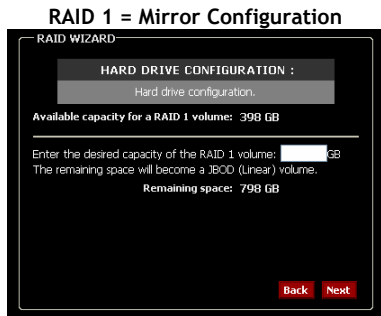 RAID 1 = Mirror Configuration
RAID WIZARD
HARD DRIVE CONFIGURATION :
Hard drive configuration.
Available capacity for a RAID 1 volume: 398 GB
Enter the desired capacity of the RAID 1 volume: GB
The remaining space will become a JBOD (Linear) volume.
Remaining space: 798 GB
Back Next